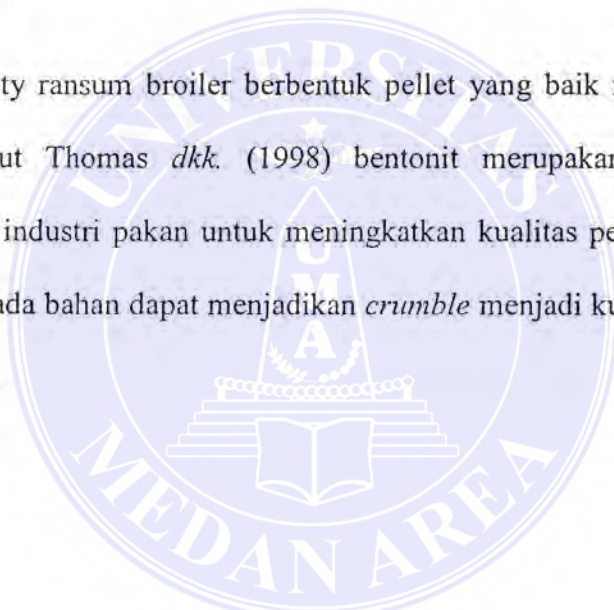 ty ransum broiler berbentuk pellet yang baik
ut Thomas dkk. (1998) bentonit merupakan
industri pakan untuk meningkatkan kualitas pe
ada bahan dapat menjadikan crumble menjadi ku
UNIVERSITAS
UMA
MEDAN AREA